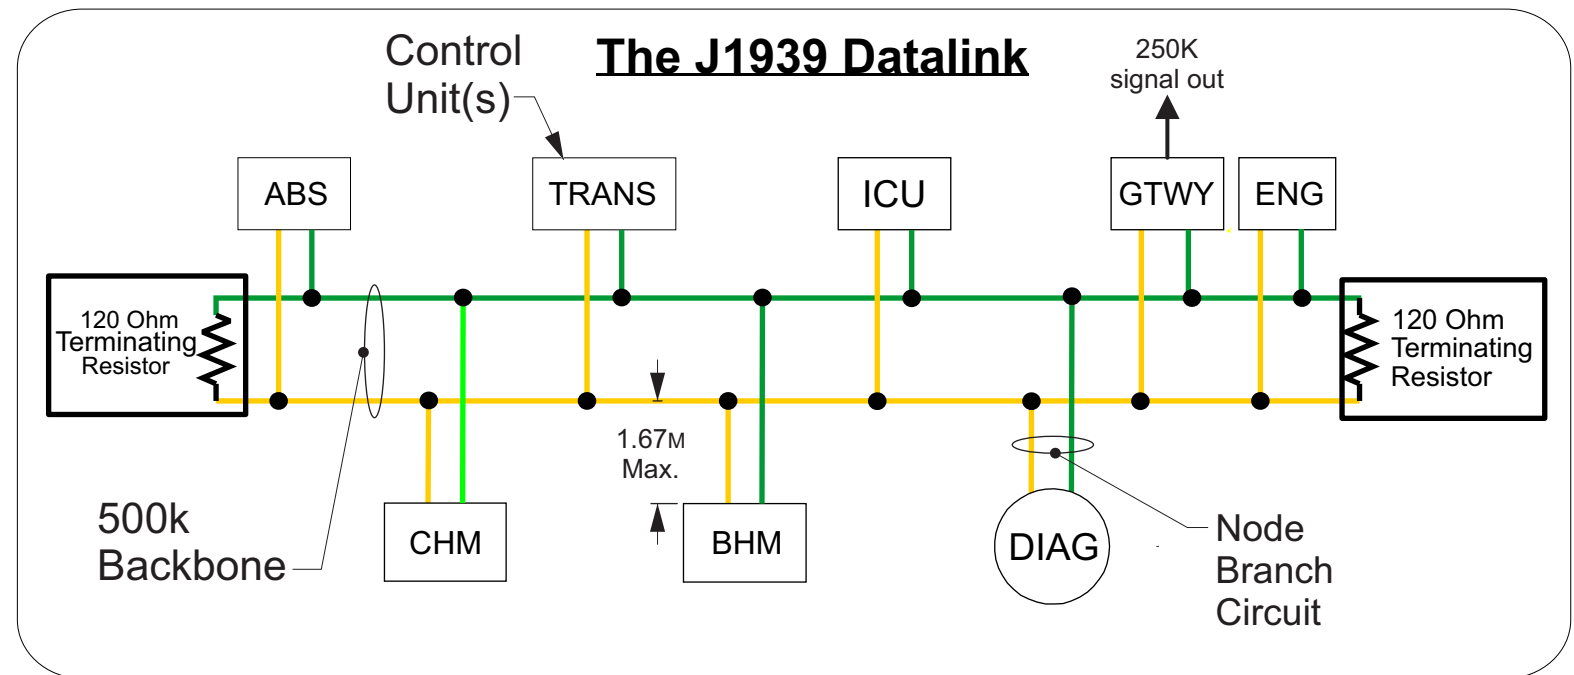 The J1939 Datalink
Control
Unit(s)
250K
signal out
ABS
TRANS
ICU
GTWY
ENG
120 Ohm
Terminating
Resistor
120 Ohm
Terminating
Resistor
1.67M
Max.
500k
Backbone
CHM
BHM
DIAG
Node
Branch
Circuit